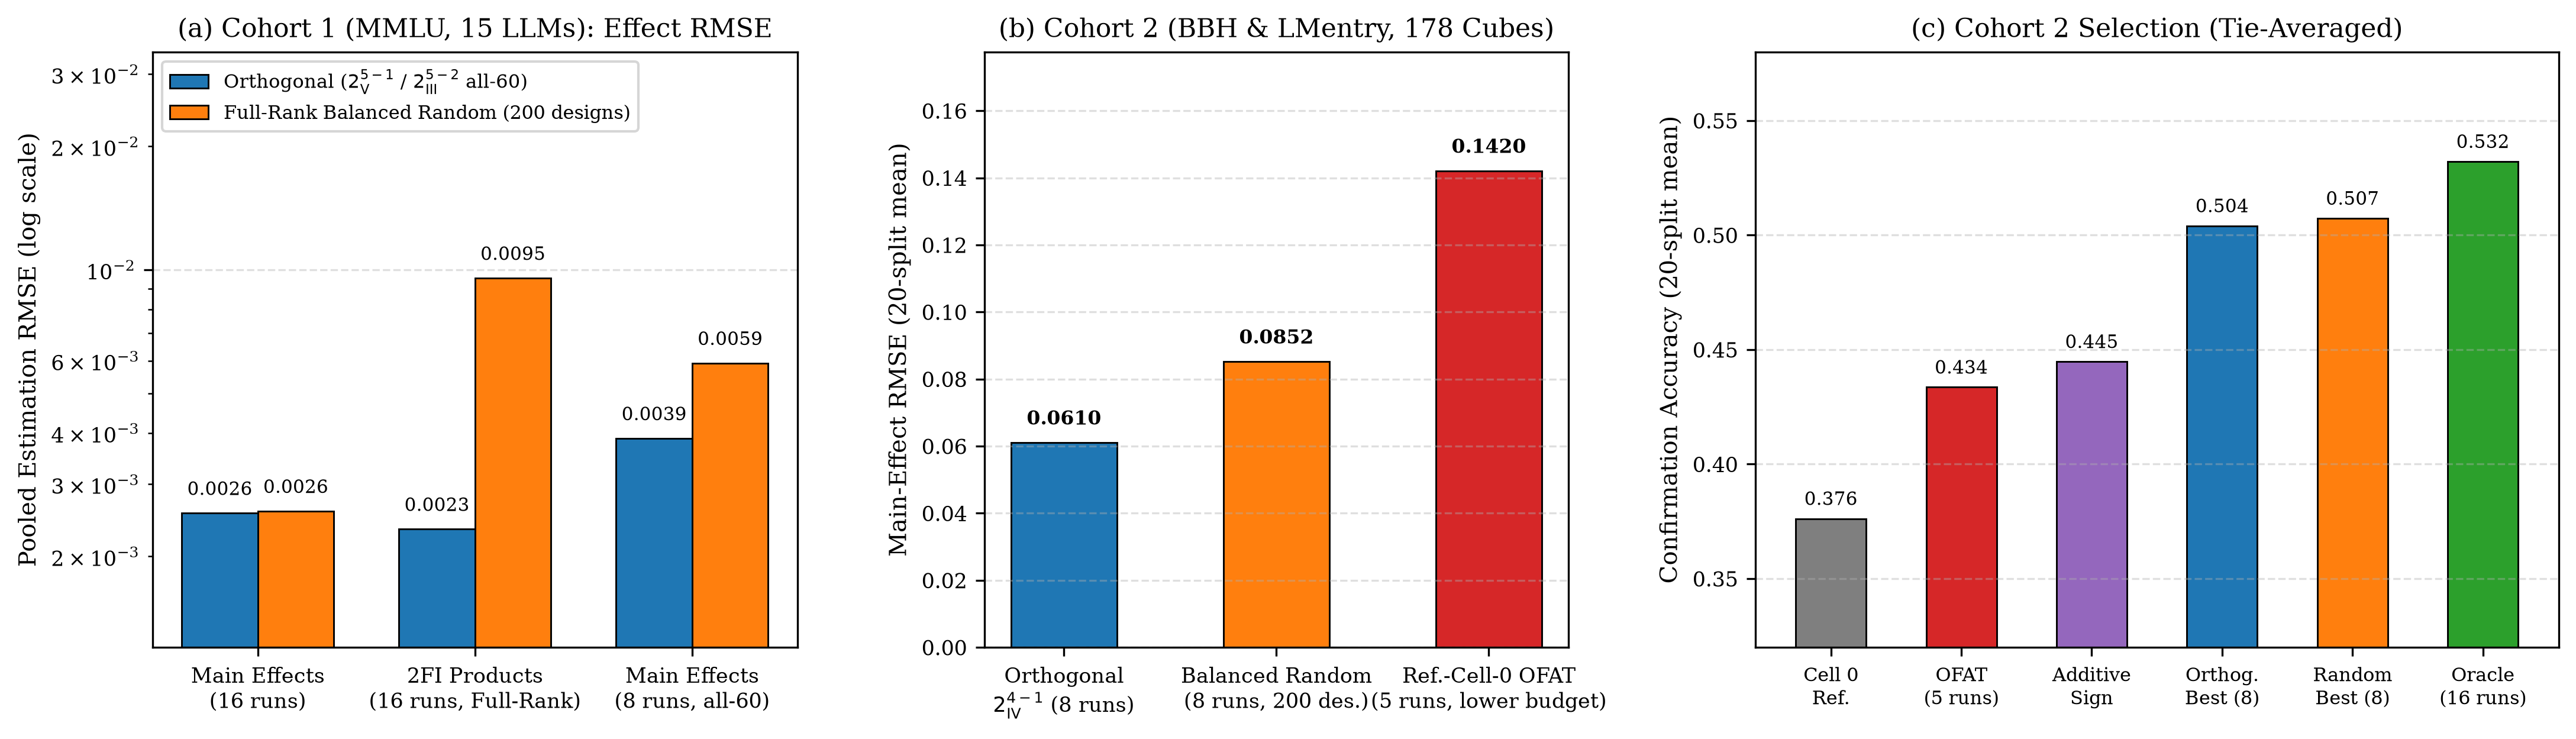 (a) Cohort 1 (MMLU, 15 LLMs): Effect RMSE
Pooled Estimation RMSE (log scale)
3 × 10⁻²
2 × 10⁻²
10⁻²
6 × 10⁻³
4 × 10⁻³
3 × 10⁻³
2 × 10⁻³
Orthogonal (2_V^{5−1} / 2_III^{5−2} all-60)
Full-Rank Balanced Random (200 designs)
0.0026
0.0026
0.0023
0.0095
0.0039
0.0059
Main Effects
(16 runs)
2FI Products
(16 runs, Full-Rank)
Main Effects
(8 runs, all-60)
(b) Cohort 2 (BBH & LMentry, 178 Cubes)
Main-Effect RMSE (20-split mean)
0.16
0.14
0.12
0.10
0.08
0.06
0.04
0.02
0.00
0.0610
0.0852
0.1420
Orthogonal
2_IV^{4−1} (8 runs)
Balanced Random
(8 runs, 200 des.)
Ref.-Cell-0 OFAT
(5 runs, lower budget)
(c) Cohort 2 Selection (Tie-Averaged)
Confirmation Accuracy (20-split mean)
0.55
0.50
0.45
0.40
0.35
0.376
0.434
0.445
0.504
0.507
0.532
Cell 0
Ref.
OFAT
(5 runs)
Additive
Sign
Orthog.
Best (8)
Random
Best (8)
Oracle
(16 runs)